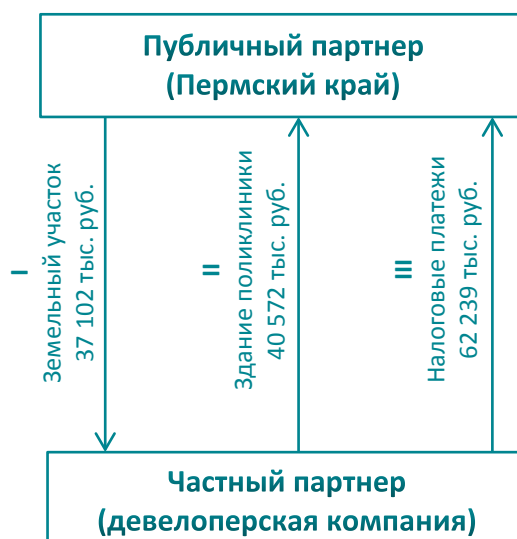 Публичный партнер
(Пермский край)
I
Земельный участок
37 102 тыс. руб.
II
Здание поликлиники
40 572 тыс. руб.
III
Налоговые платежи
62 239 тыс. руб.
Частный партнер
(девелоперская компания)